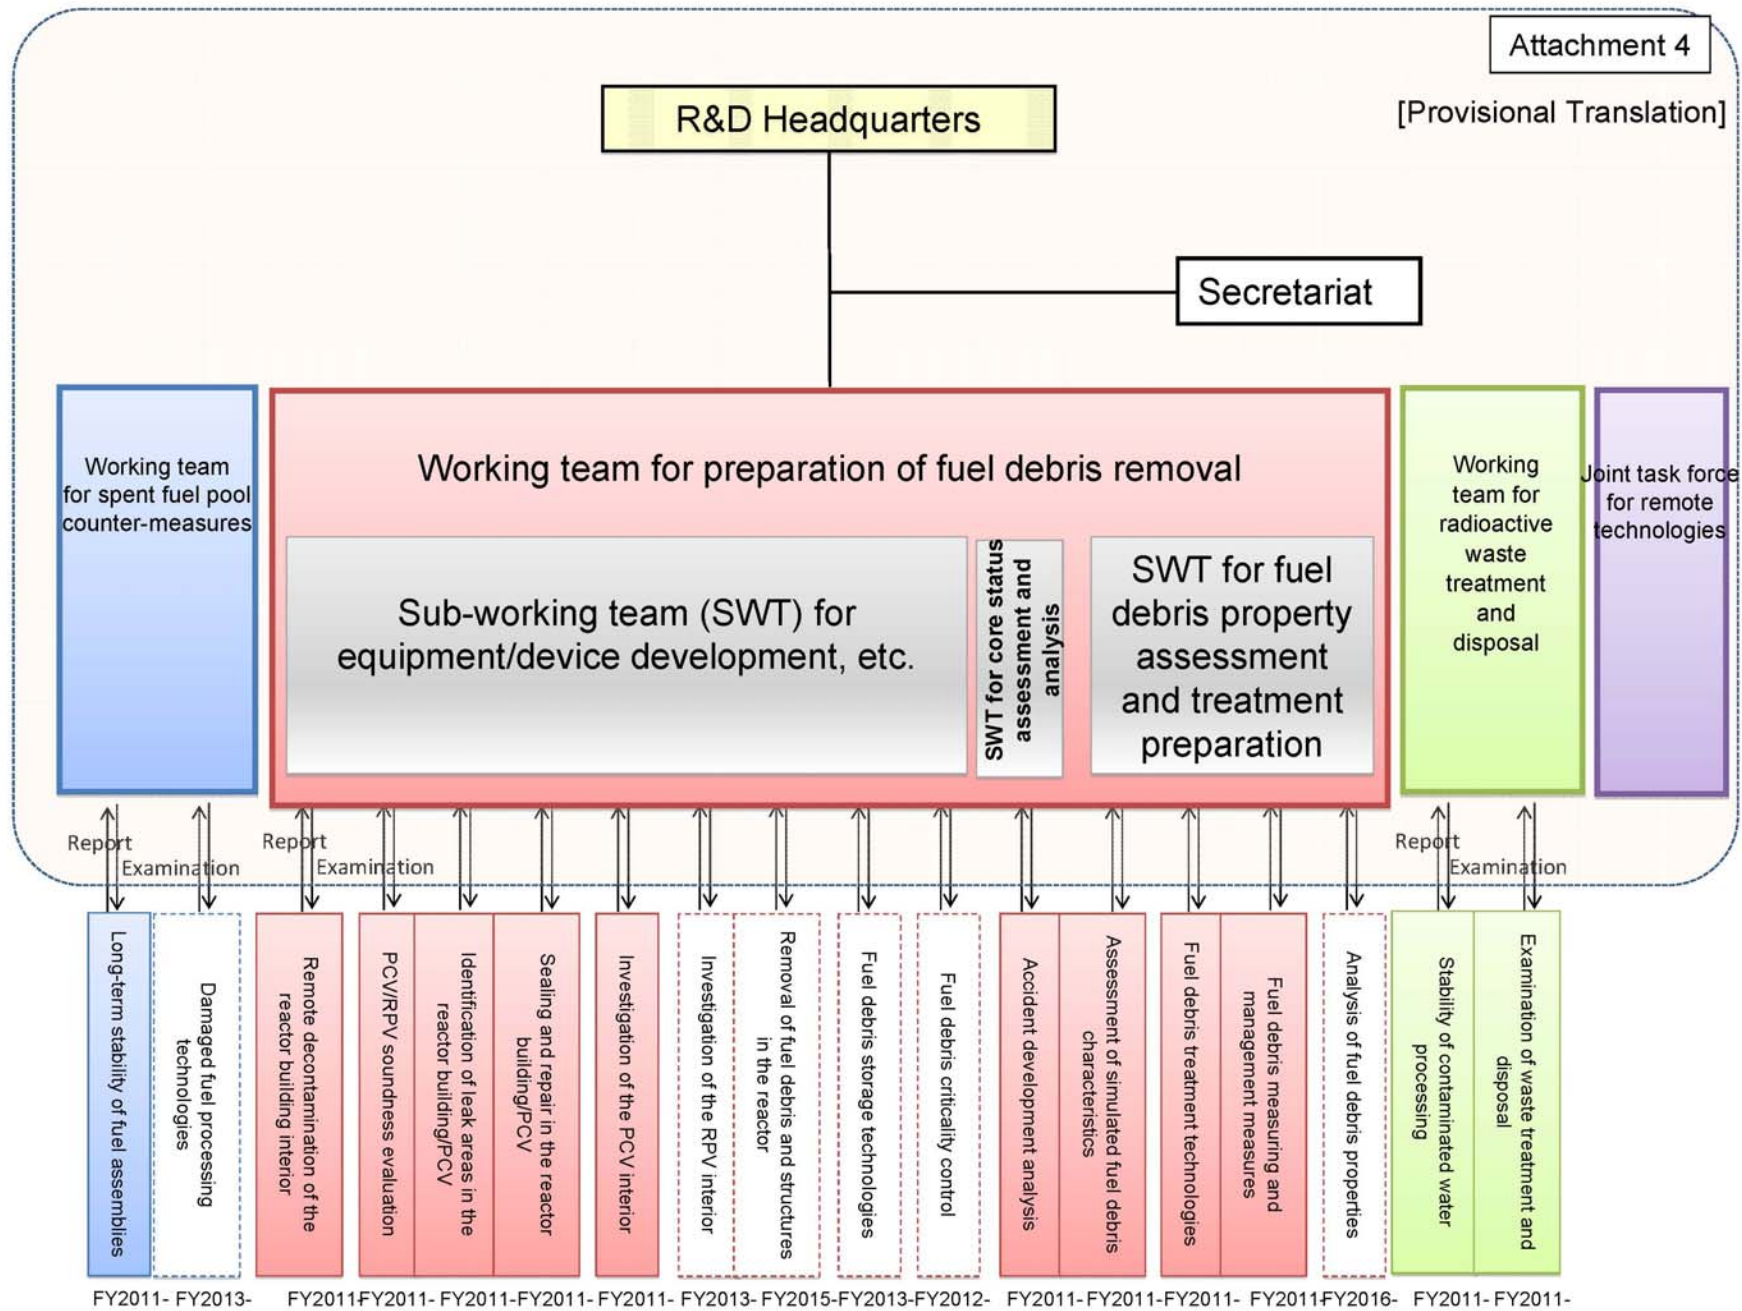 Attachment 4
[Provisional Translation]
R&D Headquarters
Secretariat
Working team
for spent fuel pool
counter-measures
Working team for preparation of fuel debris removal
Sub-working team (SWT) for
equipment/device development, etc.
SWT for core status
assessment and
analysis
SWT for fuel
debris property
assessment
and treatment
preparation
Working
team for
radioactive
waste
treatment
and
disposal
Joint task force
for remote
technologies
Report
Examination
Report
Examination
Report
Examination
Long-term stability of fuel assemblies
Damaged fuel processing
technologies
Remote decontamination of the
reactor building interior
PCV/RPV soundness evaluation
Identification of leak areas in the
reactor building/PCV
Sealing and repair in the reactor
building/PCV
Investigation of the PCV interior
Investigation of the RPV interior
Removal of fuel debris and structures
in the reactor
Fuel debris storage technologies
Fuel debris criticality control
Accident development analysis
Assessment of simulated fuel debris
characteristics
Fuel debris treatment technologies
Fuel debris measuring and
management measures
Analysis of fuel debris properties
Stability of contaminated water
processing
Examination of waste treatment and
disposal
FY2011- FY2013- FY2011- FY2011- FY2011- FY2011- FY2011- FY2013- FY2015- FY2013- FY2012- FY2011- FY2011- FY2011- FY2011- FY2016- FY2011- FY2011-